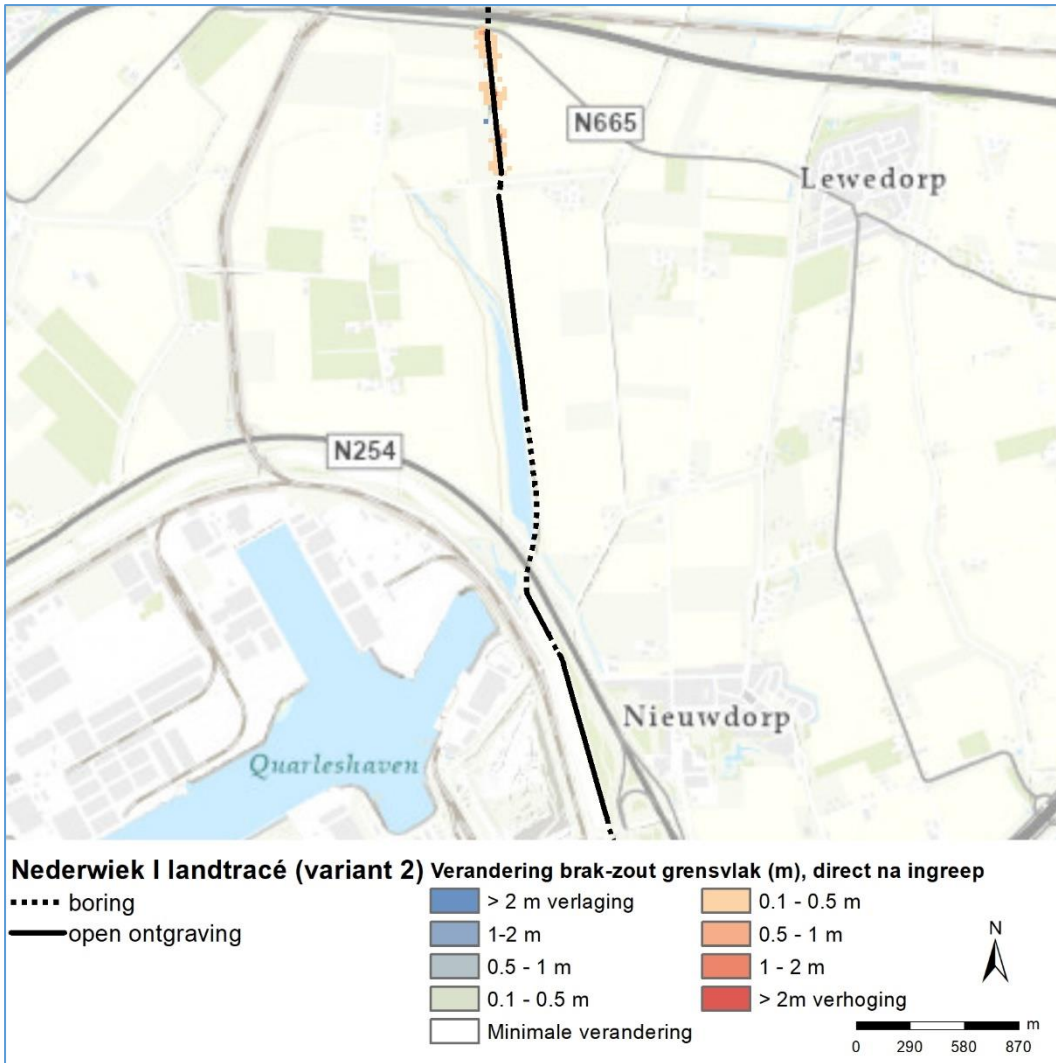 N665
Lewedorp
N254
Nieuwdorp
Quarleshaven
Nederwiek I landtracé (variant 2)
boring
open ontgraving
Verandering brak-zout grensvlak (m), direct na ingreep
> 2 m verlaging
1-2 m
0.5 - 1 m
0.1 - 0.5 m
Minimale verandering
0.1 - 0.5 m
0.5 - 1 m
1 - 2 m
> 2m verhoging
N
m
0 290 580 870